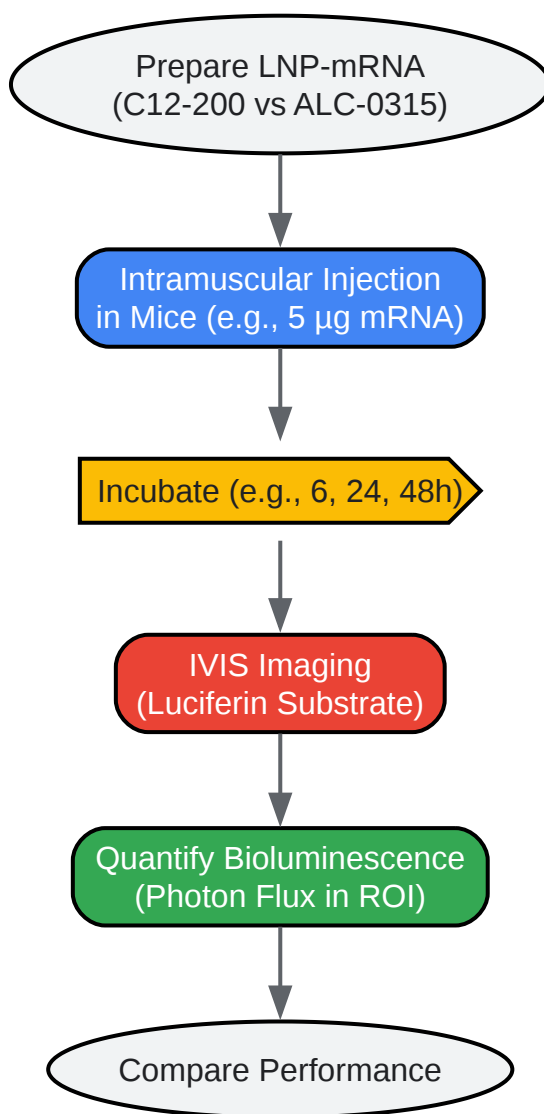 Prepare LNP-mRNA
(C12-200 vs ALC-0315)
Intramuscular Injection
in Mice (e.g., 5 µg mRNA)
Incubate (e.g., 6, 24, 48h)
IVIS Imaging
(Luciferin Substrate)
Quantify Bioluminescence
(Photon Flux in ROI)
Compare Performance